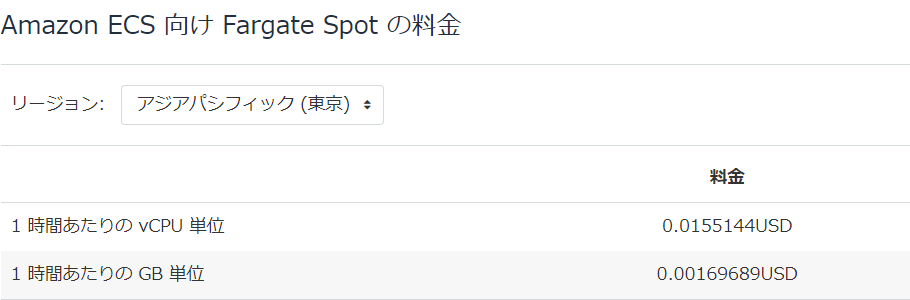 Amazon ECS 向け Fargate Spot の料金
リージョン: アジアパシフィック (東京)
料金
1 時間あたりの vCPU 単位 0.0155144USD
1 時間あたりの GB 単位 0.00169689USD